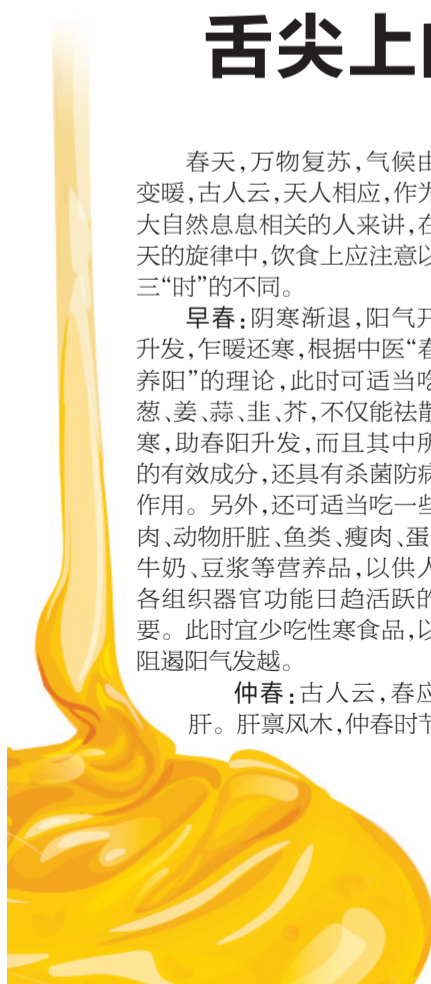 舌尖上
春天,万物复苏,气候由
变暖,古人云,天人相应,作为
大自然息息相关的人来讲,在
天的旋律中,饮食上应注意以
三“时”的不同。
早春:阴寒渐退,阳气开
升发,乍暖还寒,根据中医“春
养阳”的理论,此时可适当吃
葱、姜、蒜、韭、芥,不仅能祛散
寒,助春阳升发,而且其中所
的有效成分,还具有杀菌防病
作用。另外,还可适当吃一些
肉、动物肝脏、鱼类、瘦肉、蛋
牛奶、豆浆等营养品,以供人
各组织器官功能日趋活跃的
要。此时宜少吃性寒食品,以
阻遏阳气发越。
仲春:古人云,春应
肝。肝禀风木,仲春时节